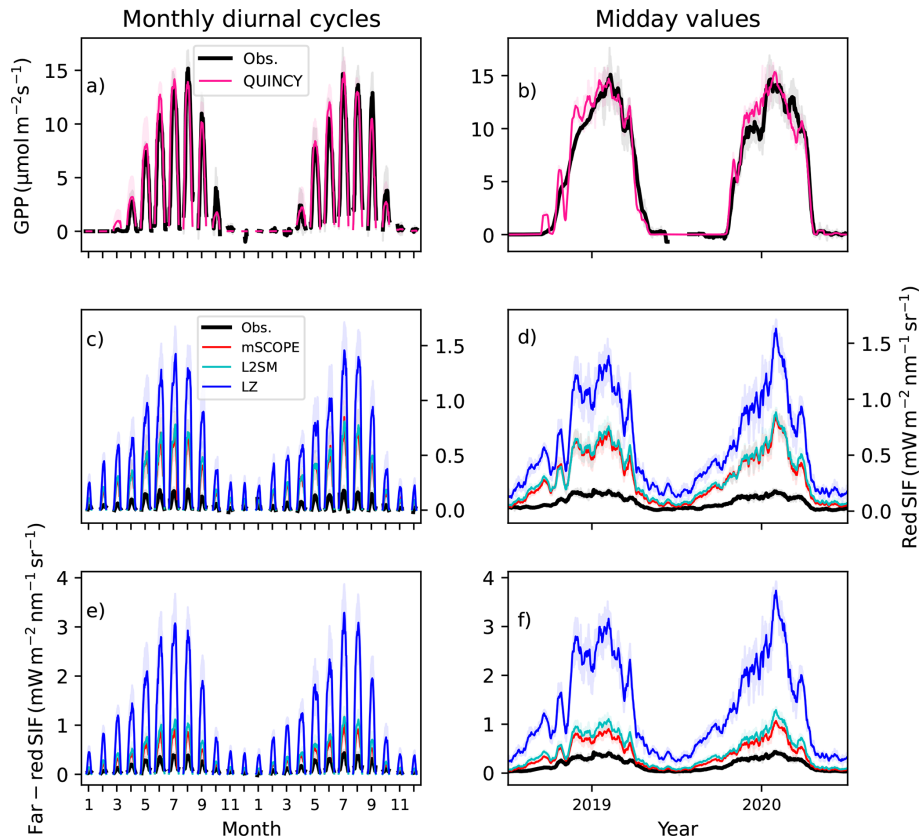 Monthly diurnal cycles
Midday values
GPP (μmol m⁻²s⁻¹)
15
10
5
0
a)
Obs.
QUINCY
15
10
5
0
b)
c)
Obs.
mSCOPE
L2SM
LZ
1.5
1.0
0.5
0.0
d)
1.5
1.0
0.5
0.0
Red SIF (mW m⁻² nm⁻¹ sr⁻¹)
Far − red SIF (mW m⁻² nm⁻¹ sr⁻¹)
4
3
2
1
0
e)
1 3 5 7 9 11 1 3 5 7 9 11
Month
4
3
2
1
0
f)
2019 2020
Year